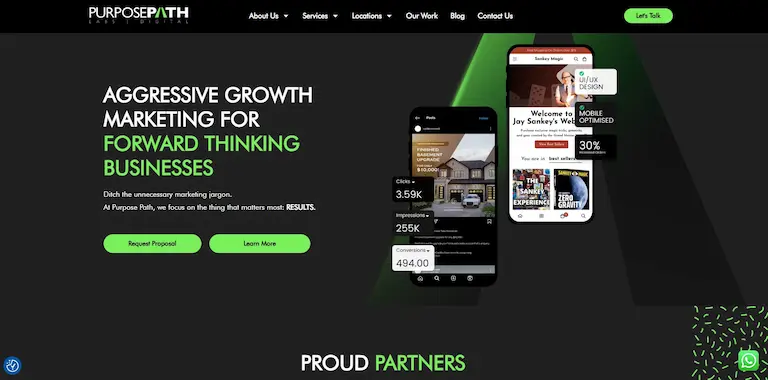 PURPOSEPATH
LABS | DIGITAL
About Us
Services
Locations
Our Work
Blog
Contact Us
Let's Talk
AGGRESSIVE GROWTH
MARKETING FOR
FORWARD THINKING
BUSINESSES
Ditch the unnecessary marketing jargon.
At Purpose Path, we focus on the thing that matters most: RESULTS.
Request Proposal
Learn More
Posts
Follow
FINISHED
BASEMENT
UPGRADE
$10,000!
Clicks
3.59K
Impressions
255K
Conversions
494.00
Sankey Magic
Welcome to
Jay Sankey's Web
You are in best sellers
THE
SANKEY
EXPERIENCE
ZERO
GRAVITY
UI/UX
DESIGN
MOBILE
OPTIMISED
30%
PROUD PARTNERS